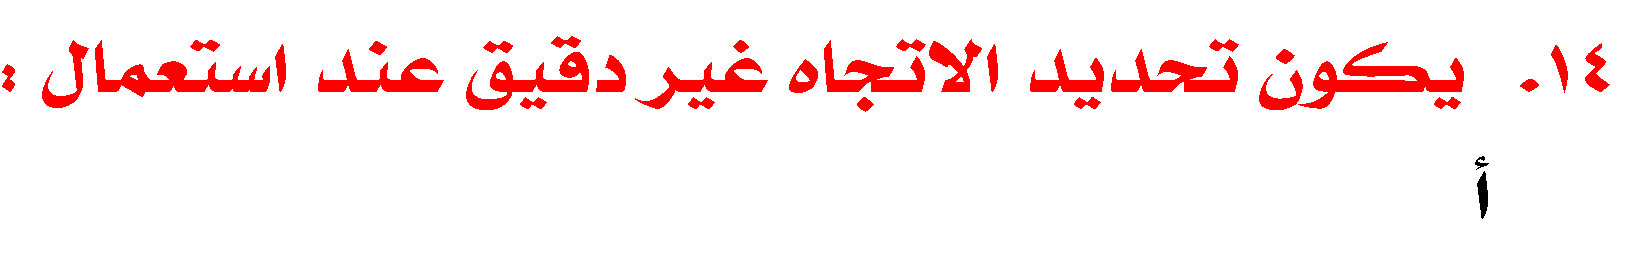 ١٤. يكون تحديد الاتجاه غير دقيق عند استعمال :
أ